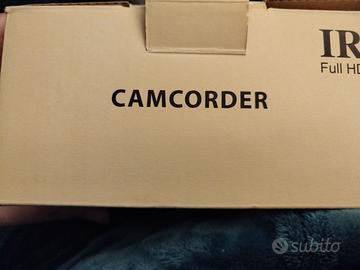 IR
Full HD
CAMCORDER
subito